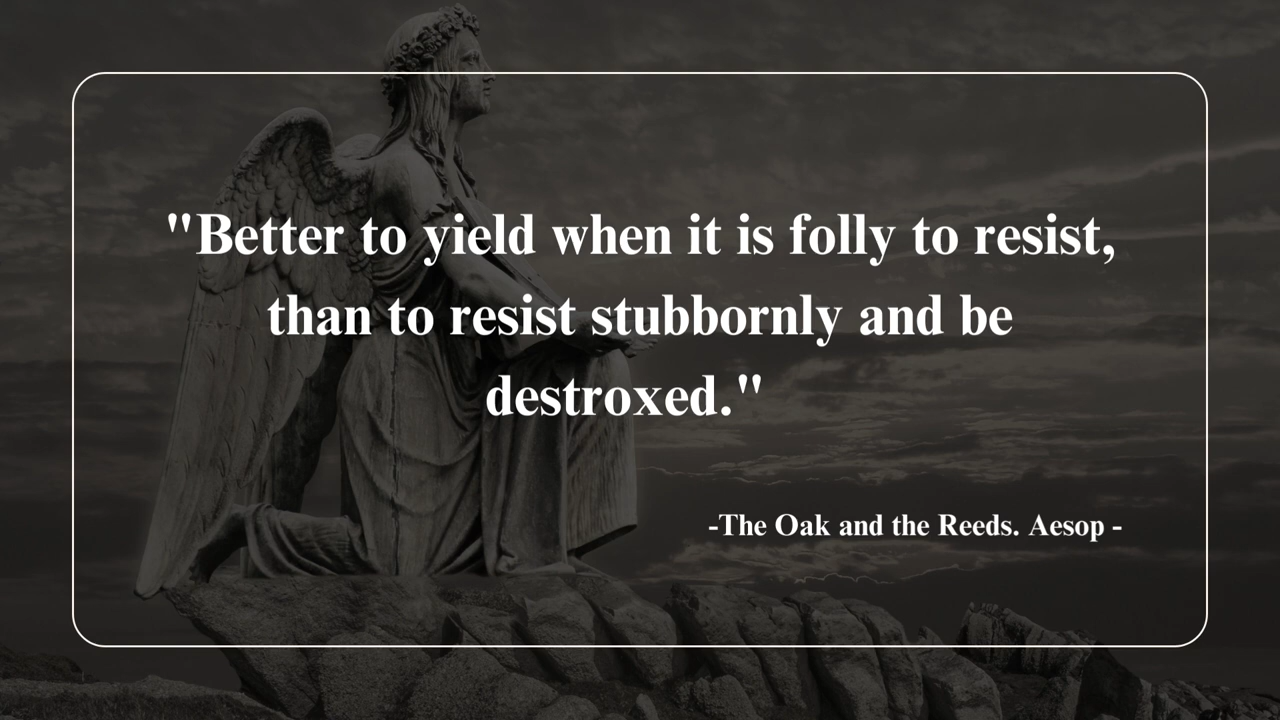 "Better to yield when it is folly to resist,
than to resist stubbornly and be
destroxed."
-The Oak and the Reeds. Aesop -